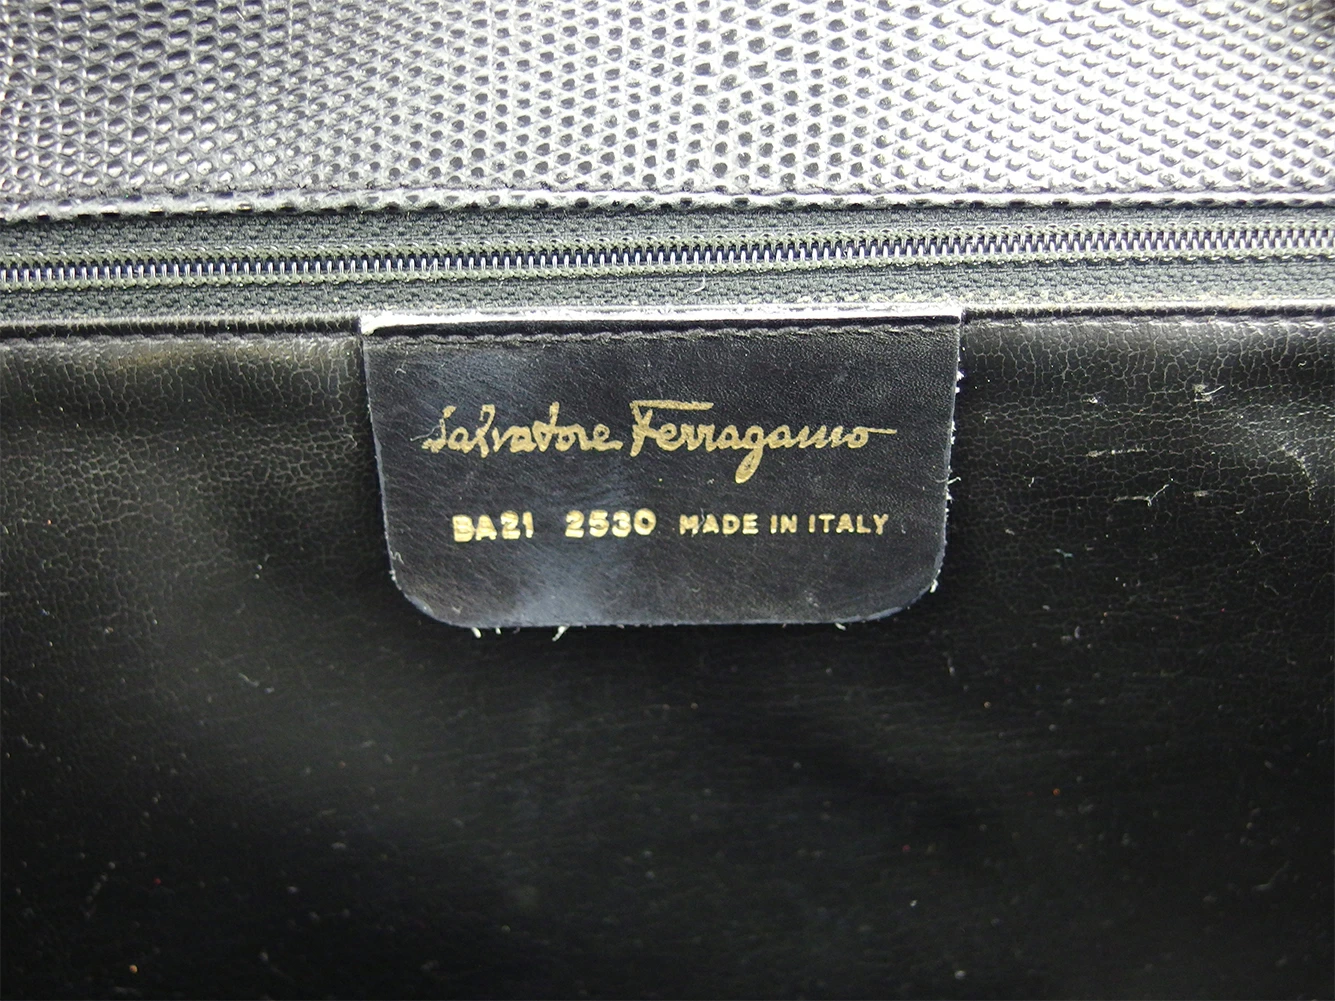 Salvatore Ferragamo
BA21 2530 MADE IN ITALY